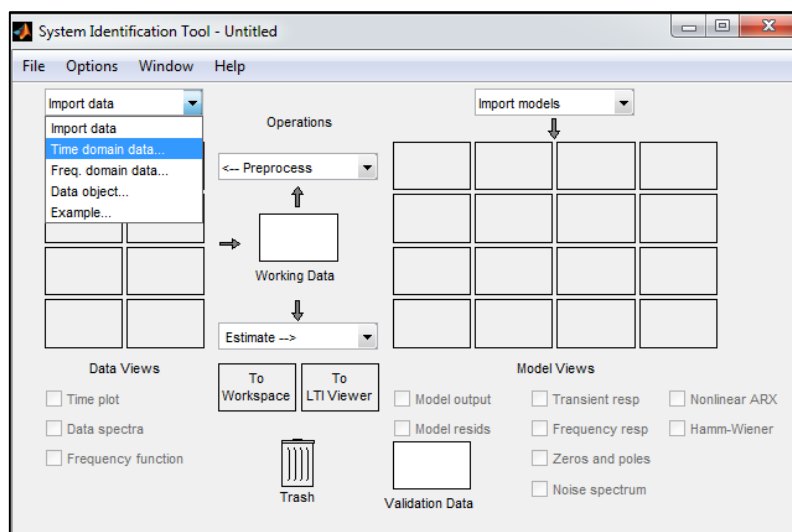 System Identification Tool - Untitled
File Options Window Help
Import data
Import data
Time domain data...
Freq. domain data...
Data object...
Example...
Operations
<-- Preprocess
Working Data
Estimate -->
To Workspace
To LTI Viewer
Import models
Data Views
Time plot
Data spectra
Frequency function
Trash
Model Views
Model output
Transient resp
Nonlinear ARX
Model resids
Frequency resp
Hamm-Wiener
Zeros and poles
Noise spectrum
Validation Data